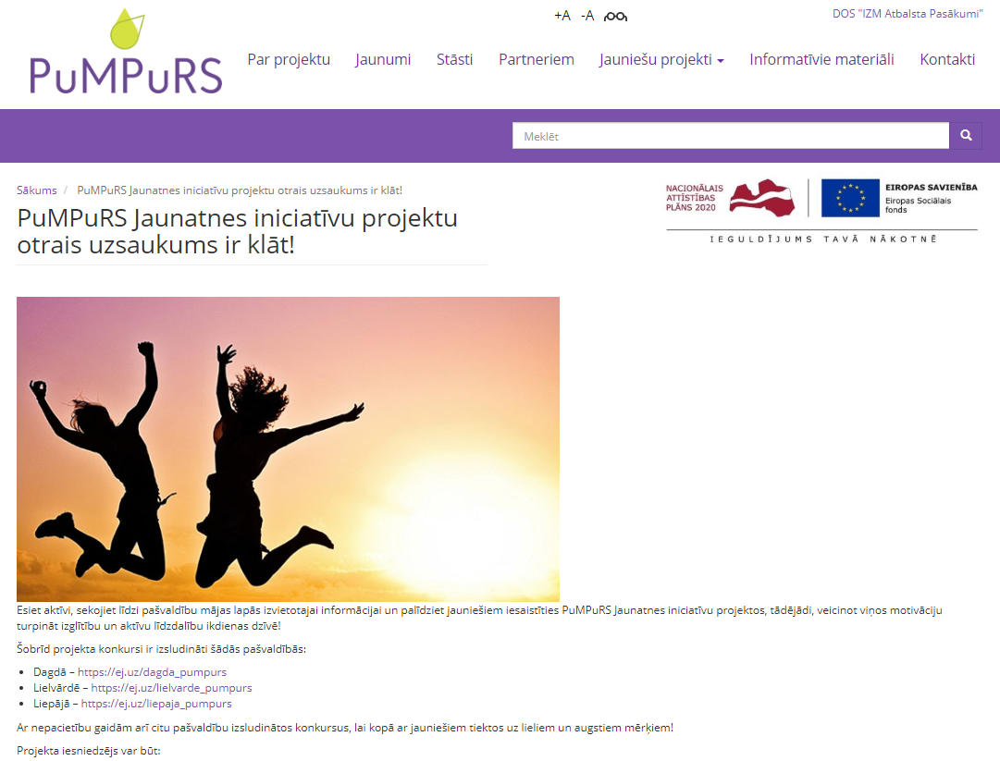 +A -A
DOS "IZM Atbalsta Pasākumi"
PuMPuRS
Par projektu Jaunumi Stāsti Partneriem Jauniešu projekti Informatīvie materiāli Kontakti
Meklēt
Sākums / PuMPuRS Jaunatnes iniciatīvu projektu otrais uzsaukums ir klāt!
PuMPuRS Jaunatnes iniciatīvu projektu
otrais uzsaukums ir klāt!
NACIONĀLAIS
ATTĪSTĪBAS
PLĀNS 2020
EIROPAS SAVIENĪBA
Eiropas Sociālais
fonds
IEGULDĪJUMS TAVĀ NĀKOTNĒ
Esiet aktīvi, sekojiet līdzi pašvaldību mājas lapās izvietotajai informācijai un palīdziet jauniešiem iesaistīties PuMPuRS Jaunatnes iniciatīvu projektos, tādējādi, veicinot viņos motivāciju
turpināt izglītību un aktīvu līdzdalību ikdienas dzīvē!
Šobrīd projekta konkursi ir izsludināti šādās pašvaldībās:
• Dagdā – https://ej.uz/dagda_pumpurs
• Lielvārdē – https://ej.uz/lielvarde_pumpurs
• Liepājā – https://ej.uz/liepaja_pumpurs
Ar nepacietību gaidām arī citu pašvaldību izsludinātos konkursus, lai kopā ar jauniešiem tiektos uz lieliem un augstiem mērķiem!
Projekta iesniedzējs var būt: